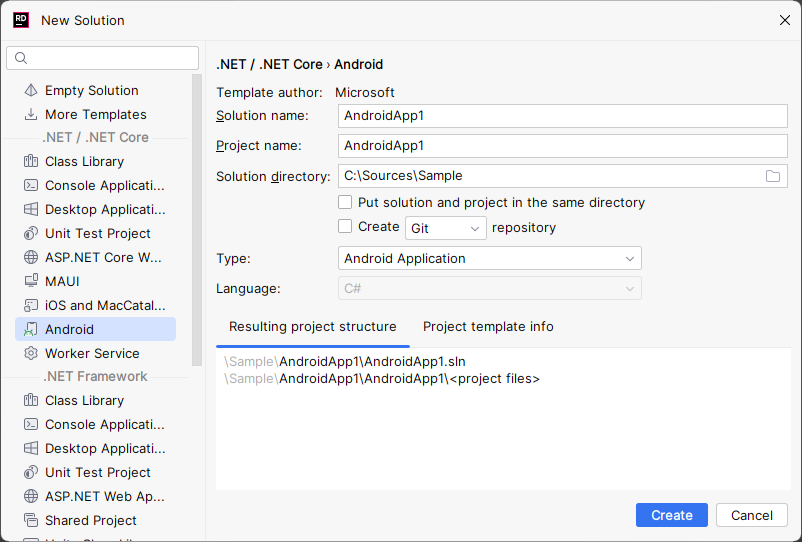 RD New Solution
Empty Solution
More Templates
.NET / .NET Core
Class Library
Console Applicati...
Desktop Applicati...
Unit Test Project
ASP.NET Core W...
MAUI
iOS and MacCatal...
Android
Worker Service
.NET Framework
Class Library
Console Applicati...
Desktop Applicati...
Unit Test Project
ASP.NET Web Ap...
Shared Project
.NET / .NET Core › Android
Template author: Microsoft
Solution name: AndroidApp1
Project name: AndroidApp1
Solution directory: C:\Sources\Sample
Put solution and project in the same directory
Create Git repository
Type: Android Application
Language: C#
Resulting project structure Project template info
\Sample\AndroidApp1\AndroidApp1.sln
\Sample\AndroidApp1\AndroidApp1\<project files>
Create Cancel